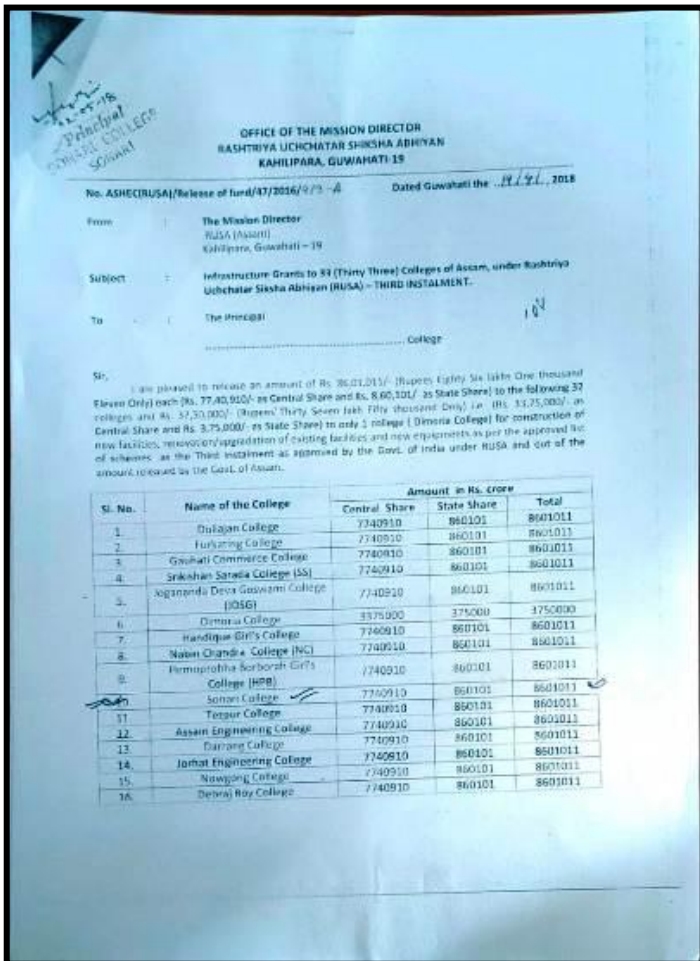 12-05-18
Principal
SONARI COLLEGE
SONARI
OFFICE OF THE MISSION DIRECTOR
RASHTRIYA UCHCHATAR SHIKSHA ABHIYAN
KAHILIPARA, GUWAHATI-19
No. ASHEC(RUSA)/Release of fund/47/2016/ Dated Guwahati the 2018
From : The Mission Director
RUSA (Assam)
Kahilipara, Guwahati – 19
Subject : Infrastructure Grants to 33 (Thirty Three) Colleges of Assam, under Rashtriya
Uchchatar Siksha Abhiyan (RUSA) – THIRD INSTALMENT.
To : The Principal
College
Sir,
I am pleased to release an amount of Rs. 86,01,011/- (Rupees Eighty Six lakhs One thousand
Eleven Only) each (Rs. 77,40,910/- as Central Share and Rs. 8,60,101/- as State Share) to the following 32
colleges and Rs. 37,50,000/- (Rupees Thirty Seven lakh Fifty thousand Only) i.e (Rs. 33,75,000/- as
Central Share and Rs. 3,75,000/- as State Share) to only 1 college ( Dimoria College) for construction of
new facilities, renovation/upgradation of existing facilities and new equipments as per the approved list
of schemes as the Third Instalment as approved by the Govt. of India under RUSA and out of the
amount released by the Govt. of Assam.
Sl. No. Name of the College Amount in Rs. crore
Central Share State Share Total
1. Duliajan College 7740910 860101 8601011
2. Furkating College 7740910 860101 8601011
3. Gauhati Commerce College 7740910 860101 8601011
4. Srikishan Sarada College (SS) 7740910 860101 8601011
5. Jogananda Deva Goswami College 7740910 860101 8601011
6. Dimoria College 3375000 375000 3750000
7. Handique Girl's College 7740910 860101 8601011
8. Nabin Chandra College (NC) 7740910 860101 8601011
9. Hemoprobha Borborah Girl's
College (HPB) 7740910 860101 8601011
Sonari College 7740910 860101 8601011
11. Tezpur College 7740910 860101 8601011
12. Assam Engineering College 7740910 860101 8601011
13. Darrang College 7740910 860101 8601011
14. Jorhat Engineering College 7740910 860101 8601011
15. Nowgong College 7740910 860101 8601011
16. Debraj Roy College 7740910 860101 8601011